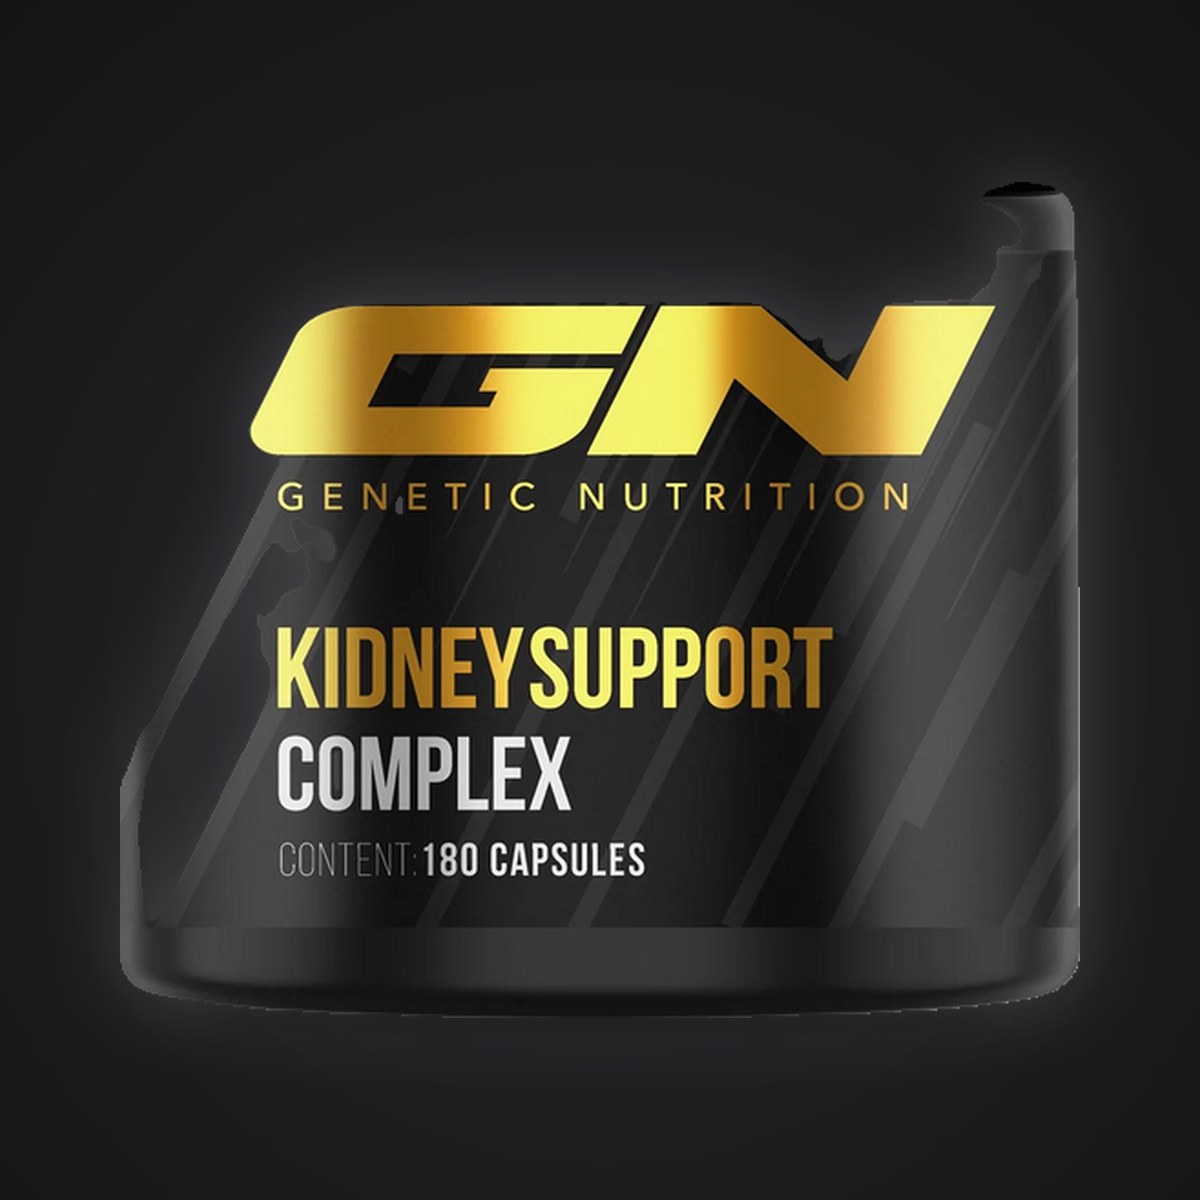 GN
GENETIC NUTRITION
KIDNEYSUPPORT
COMPLEX
CONTENT: 180 CAPSULES